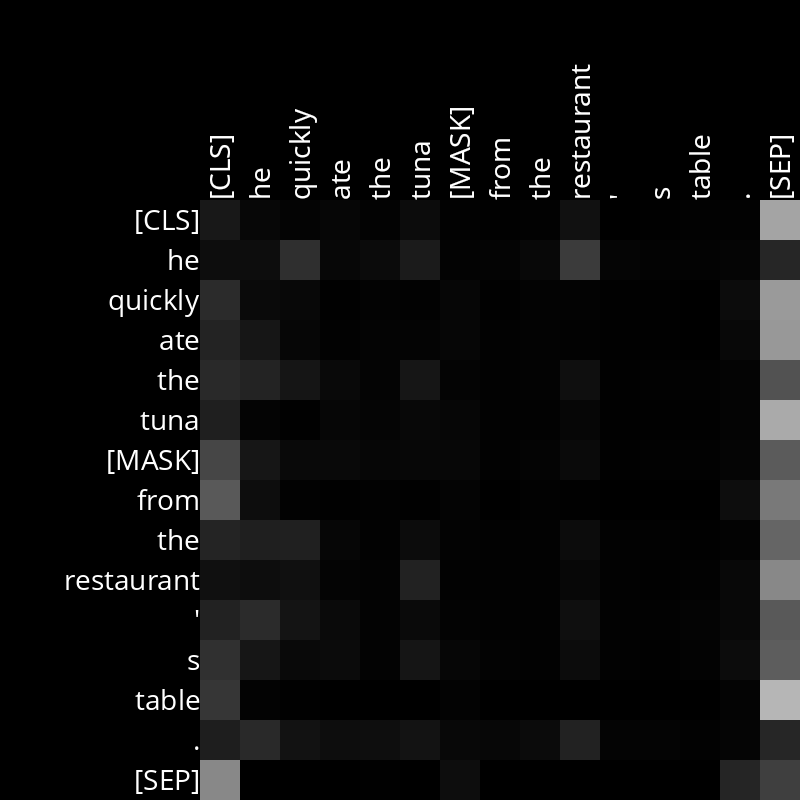 [CLS] he quickly ate the tuna [MASK] from the restaurant ' s table . [SEP]
[CLS]
he
quickly
ate
the
tuna
[MASK]
from
the
restaurant
'
s
table
.
[SEP]